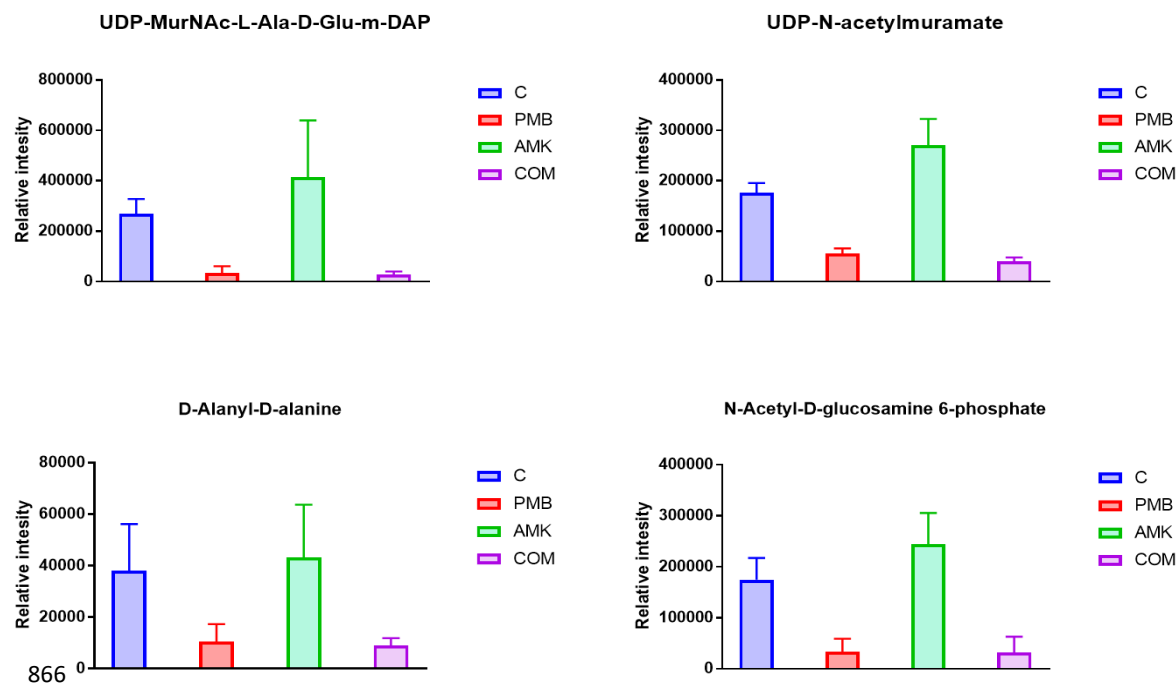 UDP-MurNAc-L-Ala-D-Glu-m-DAP
800000
600000
400000
200000
0
Relative intesity
C
PMB
AMK
COM
UDP-N-acetylmuramate
400000
300000
200000
100000
0
Relative intesity
C
PMB
AMK
COM
D-Alanyl-D-alanine
80000
60000
40000
20000
0
Relative intesity
C
PMB
AMK
COM
N-Acetyl-D-glucosamine 6-phosphate
400000
300000
200000
100000
0
Relative intesity
C
PMB
AMK
COM
866